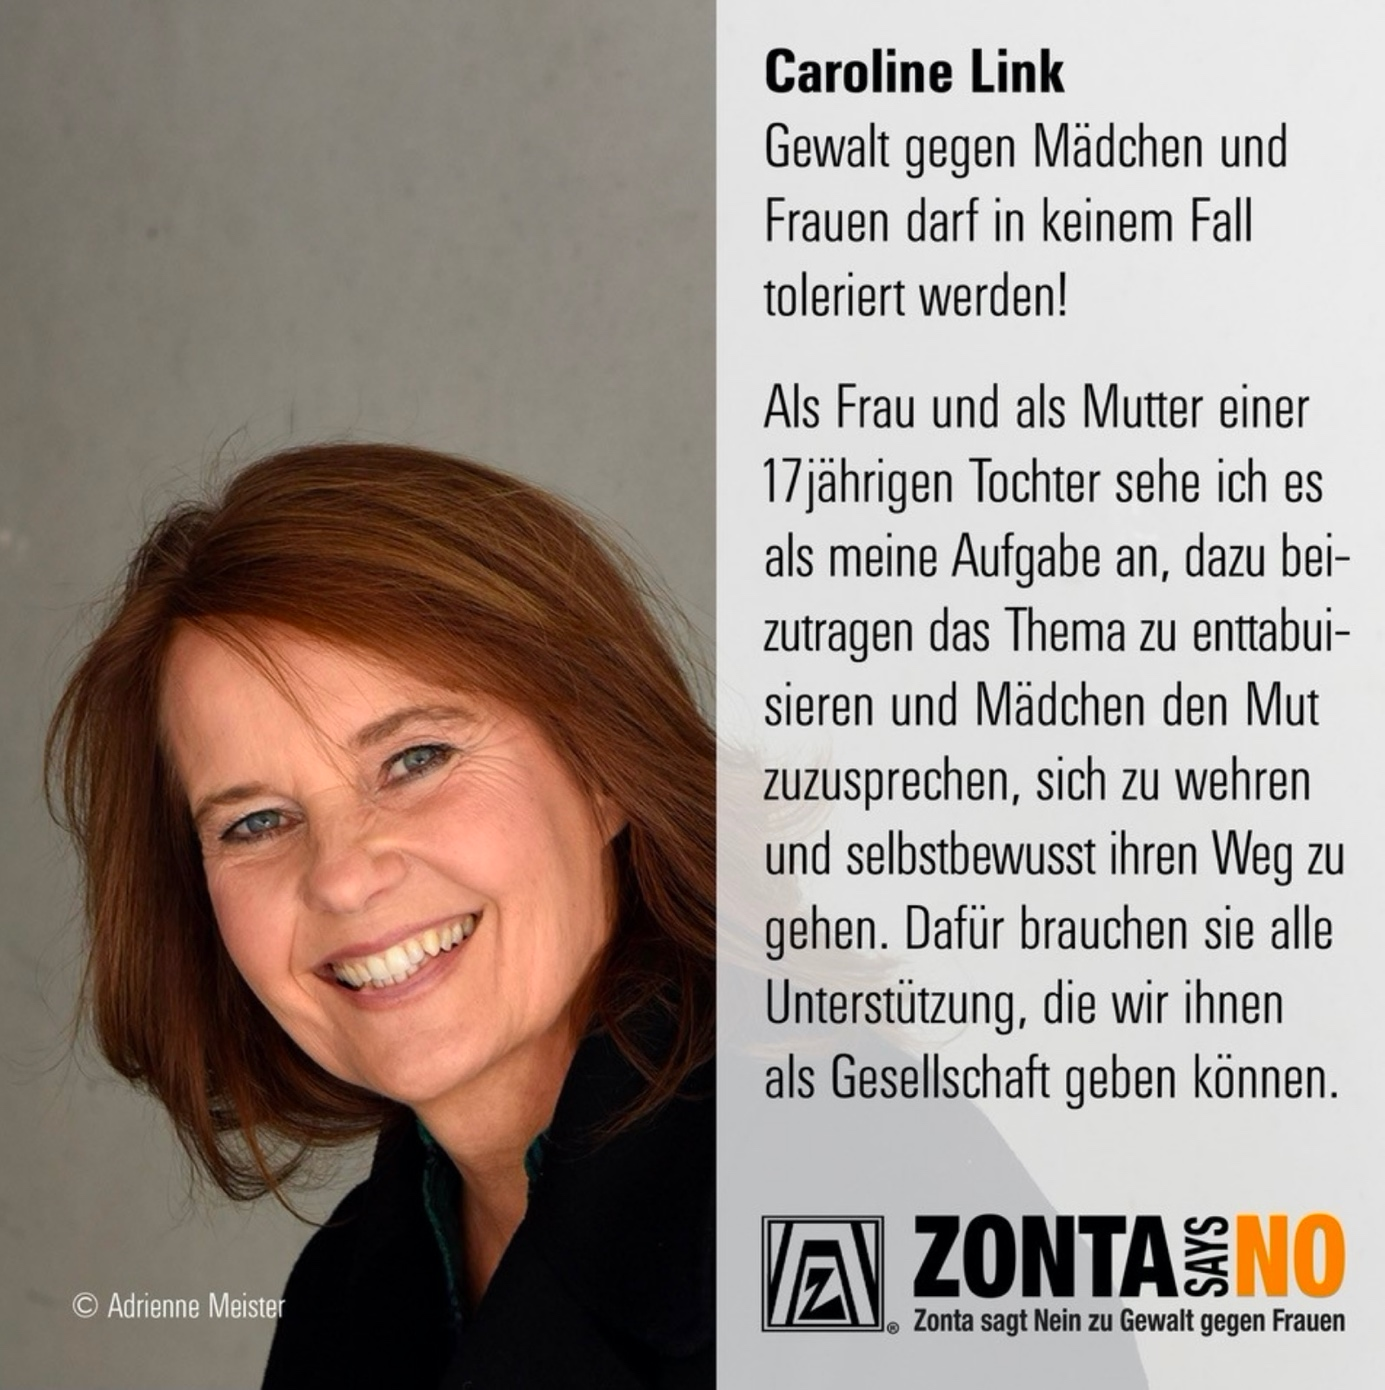 Caroline Link
Gewalt gegen Mädchen und
Frauen darf in keinem Fall
toleriert werden!
Als Frau und als Mutter einer
17jährigen Tochter sehe ich es
als meine Aufgabe an, dazu bei-
zutragen das Thema zu enttabui-
sieren und Mädchen den Mut
zuzusprechen, sich zu wehren
und selbstbewusst ihren Weg zu
gehen. Dafür brauchen sie alle
Unterstützung, die wir ihnen
als Gesellschaft geben können.
Z ® ZONTA SAYS NO
Zonta sagt Nein zu Gewalt gegen Frauen
© Adrienne Meister